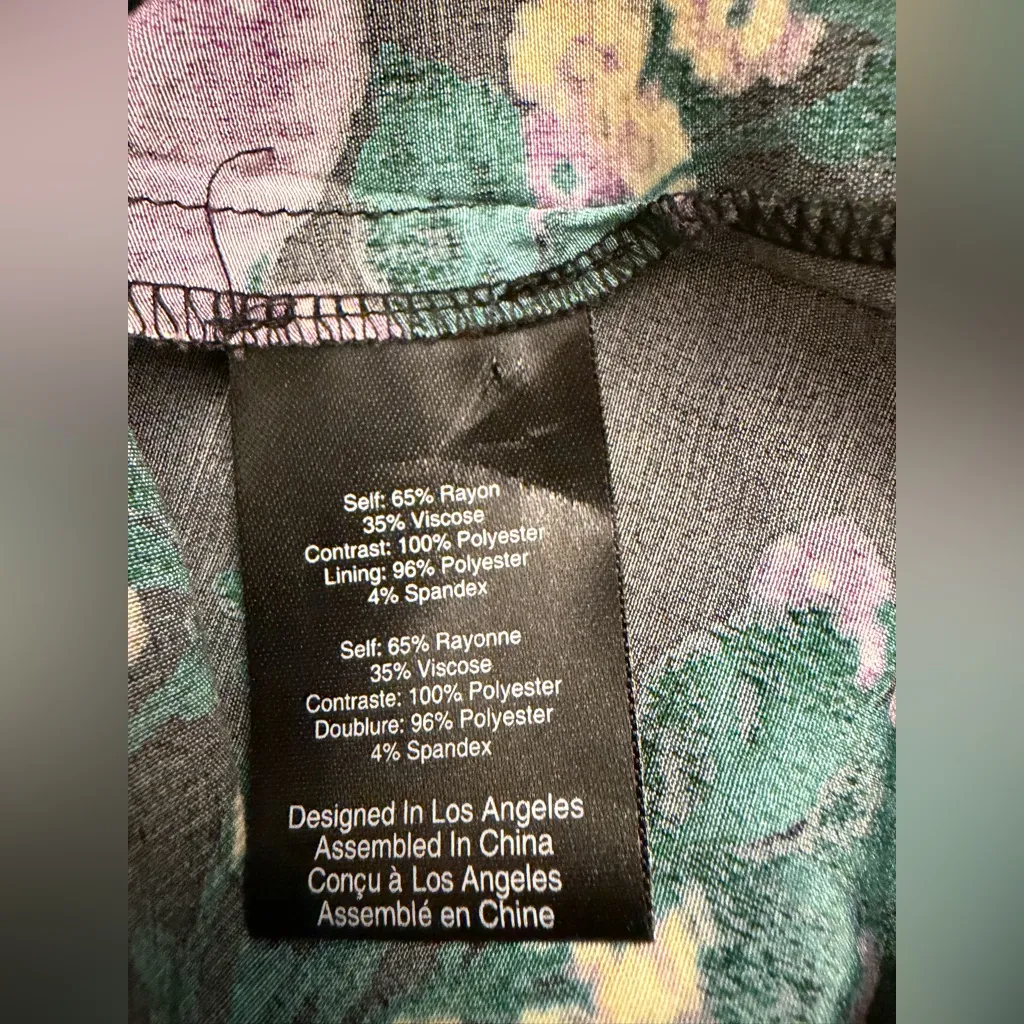 Self: 65% Rayon
35% Viscose
Contrast: 100% Polyester
Lining: 96% Polyester
4% Spandex
Self: 65% Rayonne
35% Viscose
Contraste: 100% Polyester
Doublure: 96% Polyester
4% Spandex
Designed In Los Angeles
Assembled In China
Conçu à Los Angeles
Assemblé en Chine